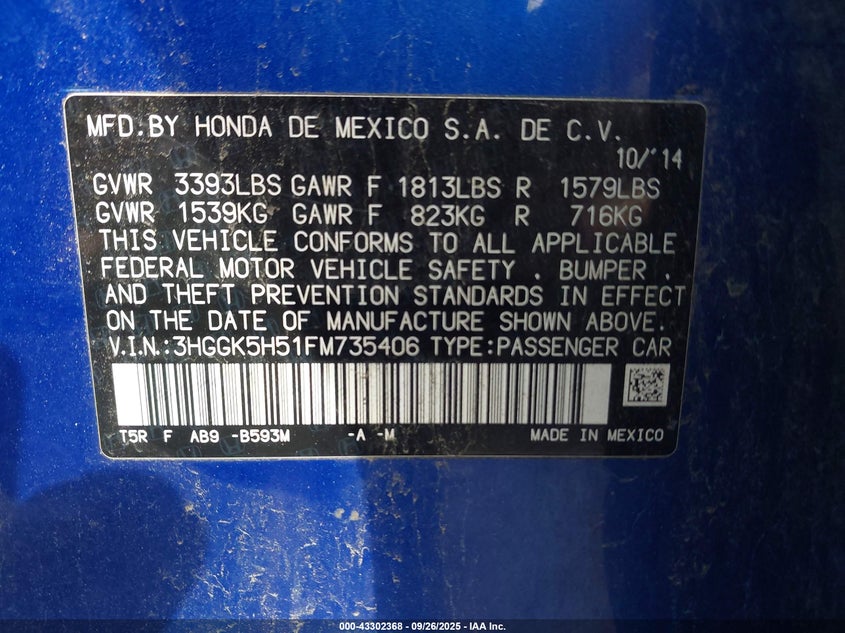 MFD.BY HONDA DE MEXICO S.A. DE C.V.
10/'14
GVWR 3393LBS GAWR F 1813LBS R 1579LBS
GVWR 1539KG GAWR F 823KG R 716KG
THIS VEHICLE CONFORMS TO ALL APPLICABLE
FEDERAL MOTOR VEHICLE SAFETY , BUMPER ,
AND THEFT PREVENTION STANDARDS IN EFFECT
ON THE DATE OF MANUFACTURE SHOWN ABOVE.
V.I.N.:3HGGK5H51FM735406 TYPE:PASSENGER CAR
T5R F AB9 -B593M -A -M MADE IN MEXICO
000-43302368 - 09/26/2025 - IAA Inc.